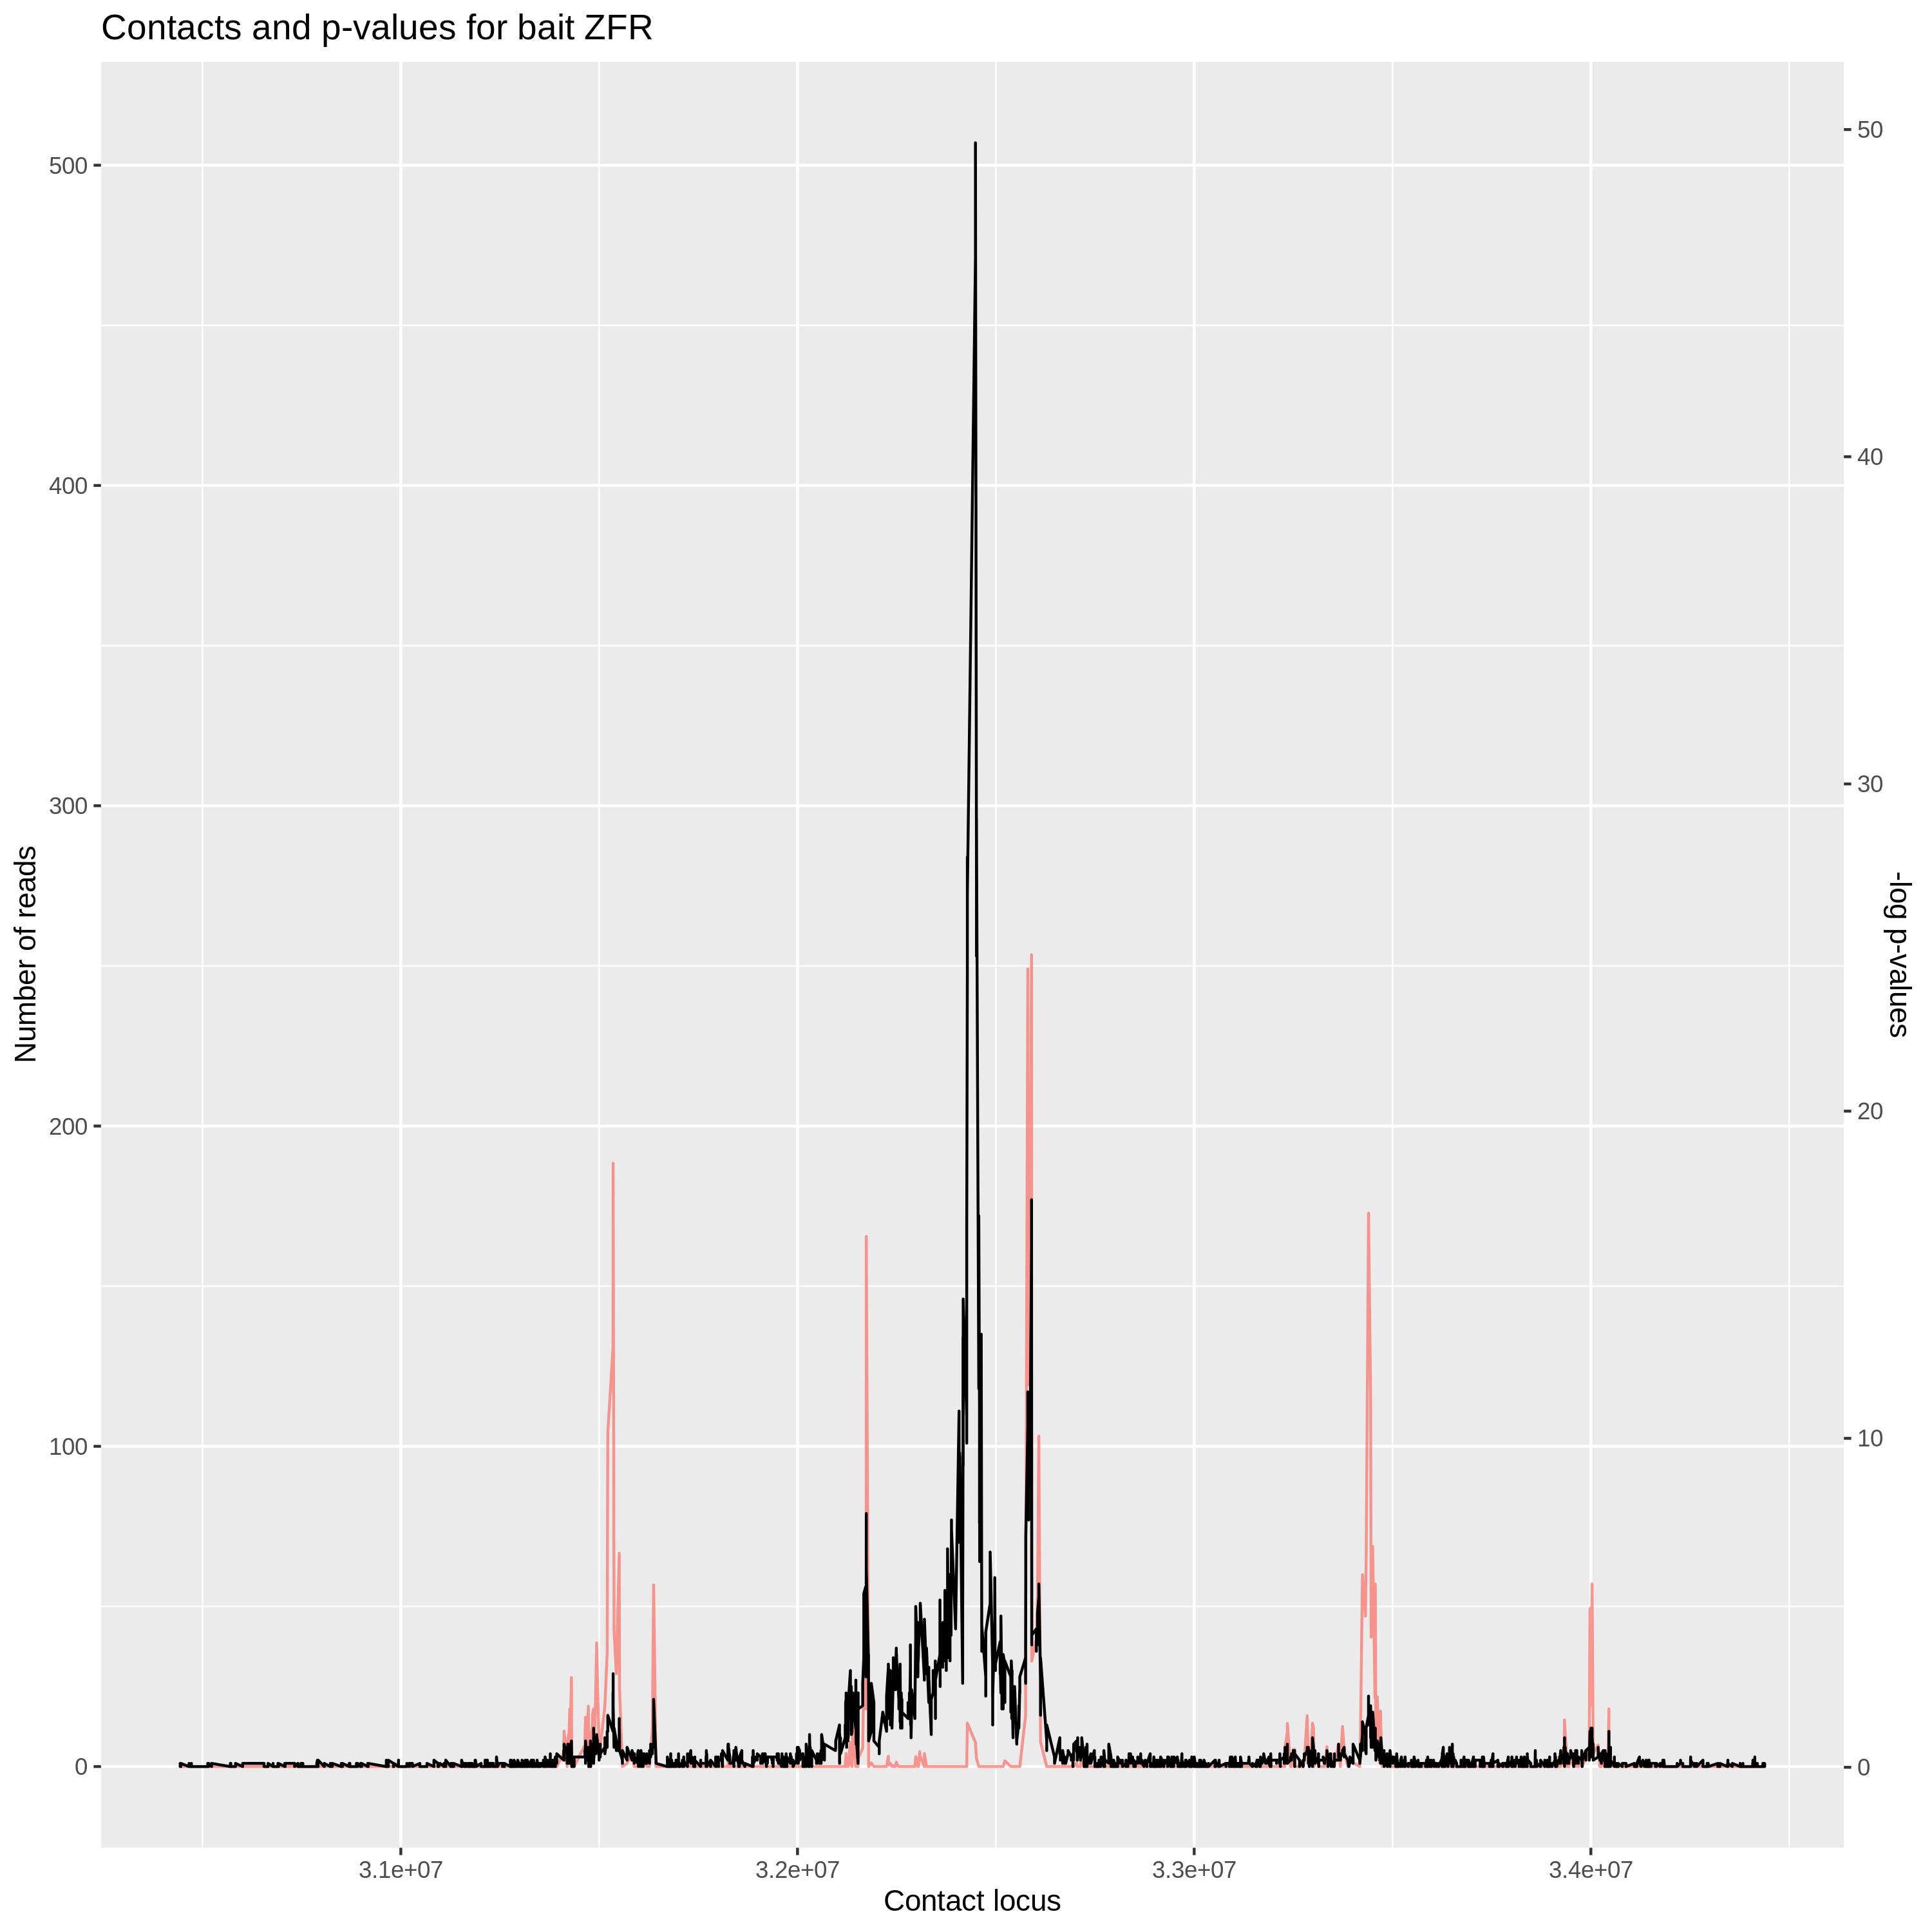 Contacts and p-values for bait ZFR
500
400
300
200
100
0
Number of reads
50
40
30
20
10
0
-log p-values
3.1e+07
3.2e+07
3.3e+07
3.4e+07
Contact locus